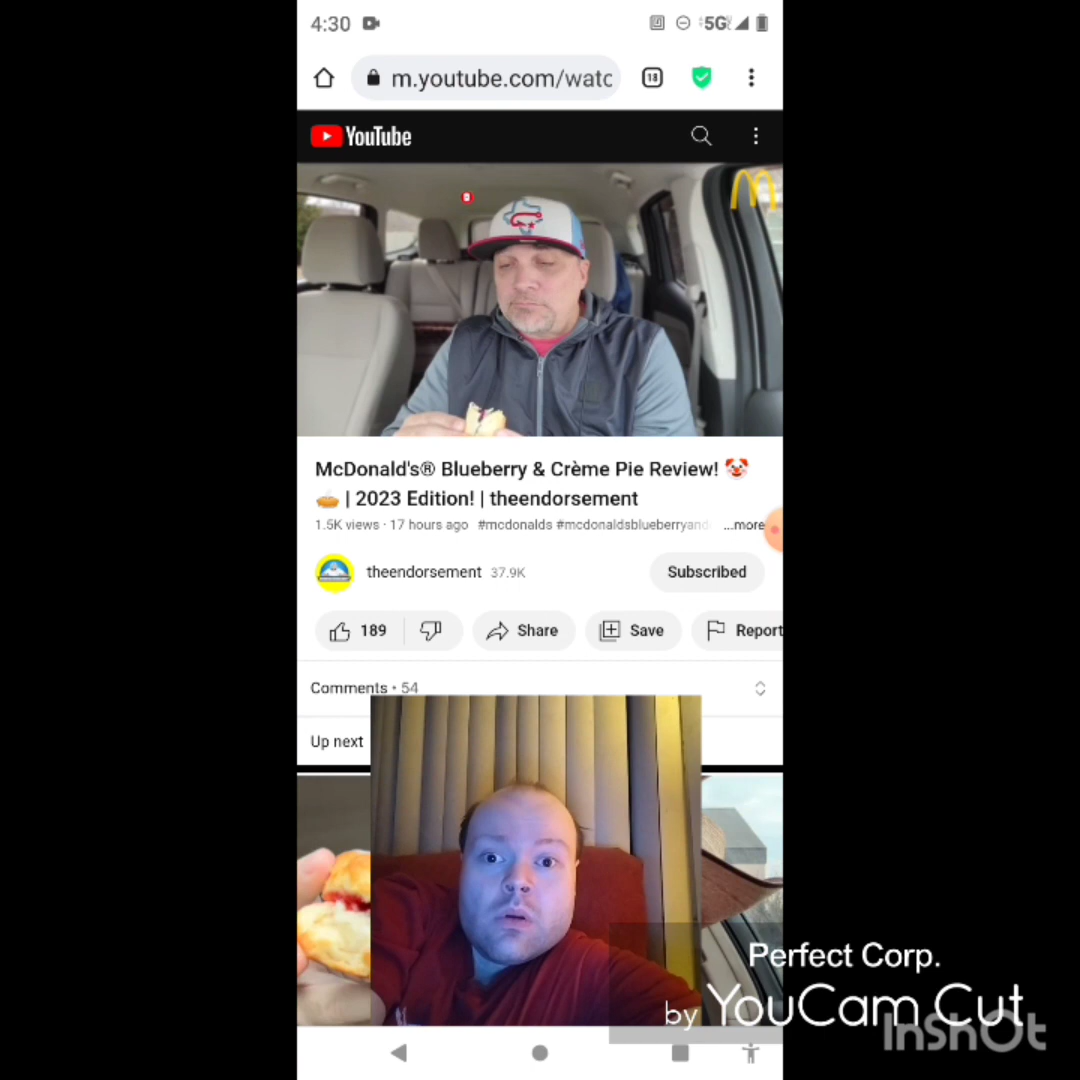 4:30
5G
m.youtube.com/watc
18
YouTube
McDonald's® Blueberry & Crème Pie Review! 🤡
🥧 | 2023 Edition! | theendorsement
1.5K views · 17 hours ago #mcdonalds #mcdonaldsblueberryand ...more
theendorsement 37.9K
Subscribed
189
Share
Save
Report
Comments • 54
Up next
Perfect Corp.
by YouCam Cut
InShOt